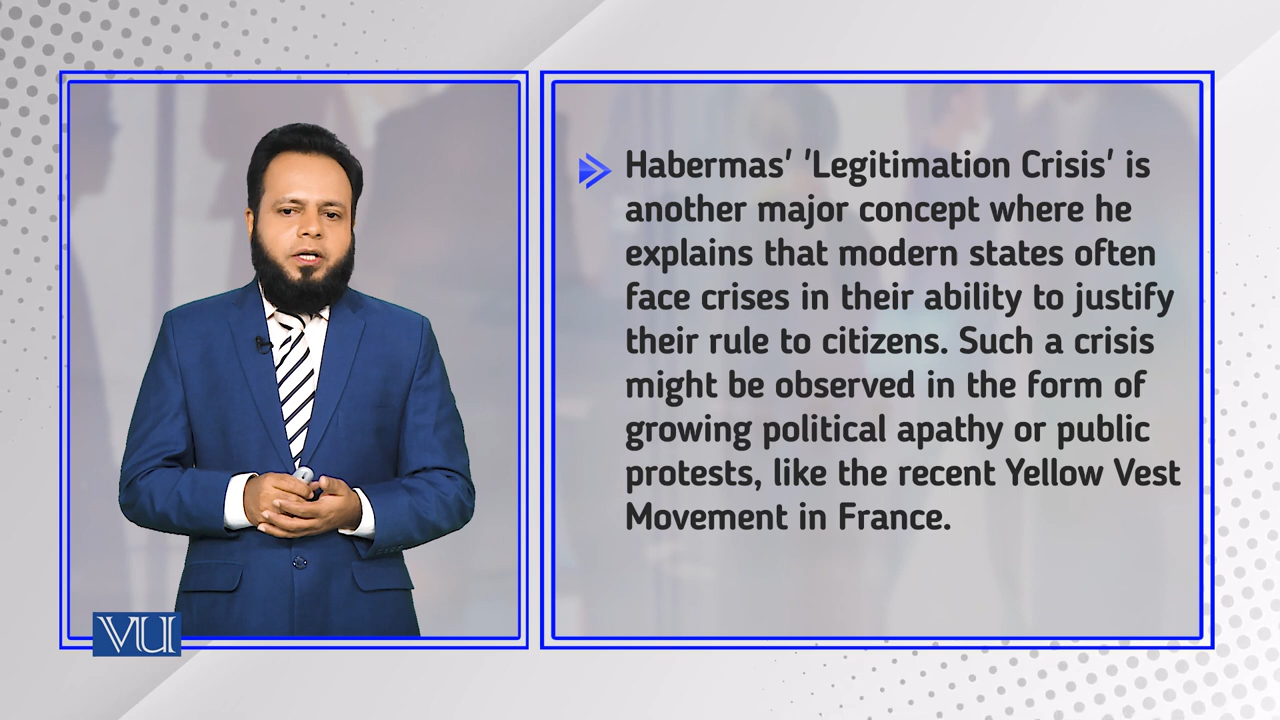 Habermas' 'Legitimation Crisis' is
another major concept where he
explains that modern states often
face crises in their ability to justify
their rule to citizens. Such a crisis
might be observed in the form of
growing political apathy or public
protests, like the recent Yellow Vest
Movement in France.
VU